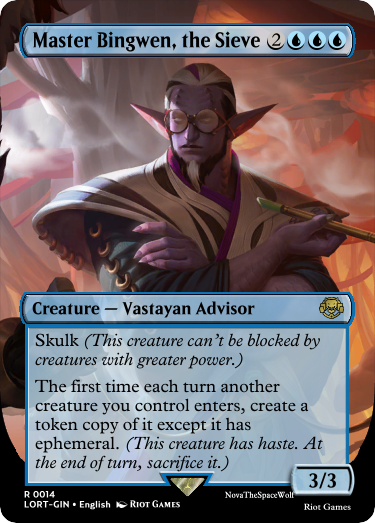 Master Bingwen, the Sieve 2
Creature — Vastayan Advisor
Skulk (This creature can't be blocked by
creatures with greater power.)
The first time each turn another
creature you control enters, create a
token copy of it except it has
ephemeral. (This creature has haste. At
the end of turn, sacrifice it.)
3/3
R 0014
NovaTheSpaceWolf
LORT-GIN • English Riot Games
Riot Games